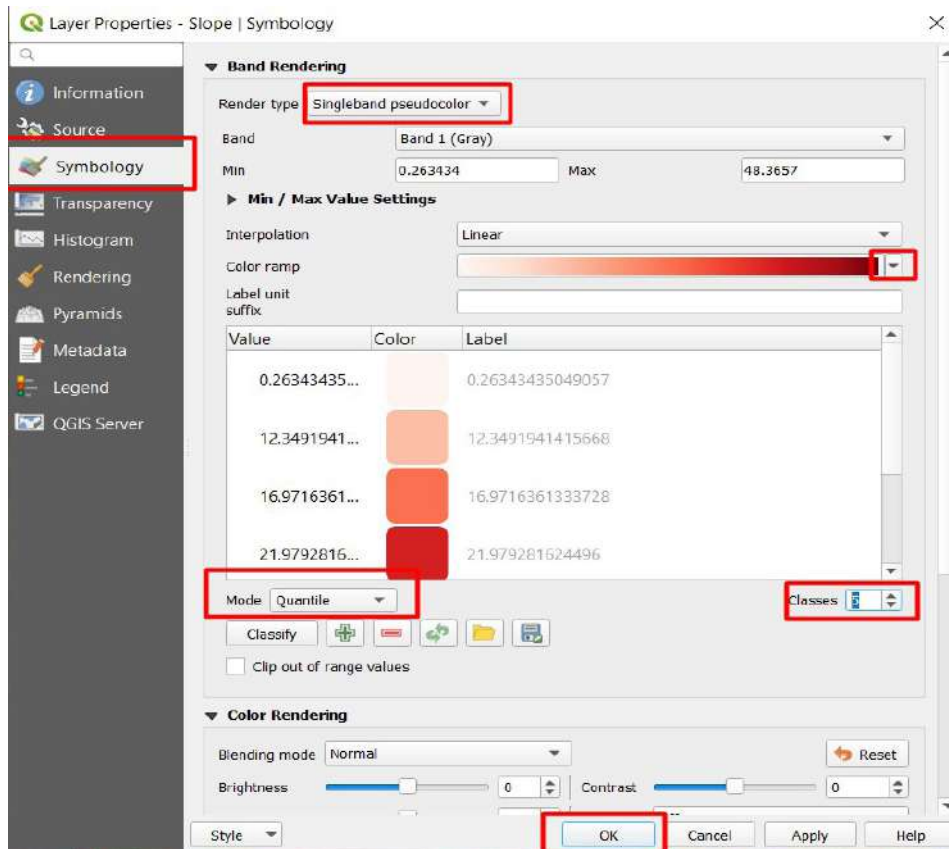 Layer Properties - Slope | Symbology
Information
Source
Symbology
Transparency
Histogram
Rendering
Pyramids
Metadata
Legend
QGIS Server
Band Rendering
Render type Singleband pseudocolor
Band Band 1 (Gray)
Min 0.263434 Max 48.3657
Min / Max Value Settings
Interpolation Linear
Color ramp
Label unit
suffix
Value Color Label
0.26343435... 0.26343435049057
12.3491941... 12.3491941415668
16.9716361... 16.9716361333728
21.9792816... 21.979281624496
Mode Quantile Classes 5
Classify
Clip out of range values
Color Rendering
Blending mode Normal Reset
Brightness 0 Contrast 0
Style OK Cancel Apply Help